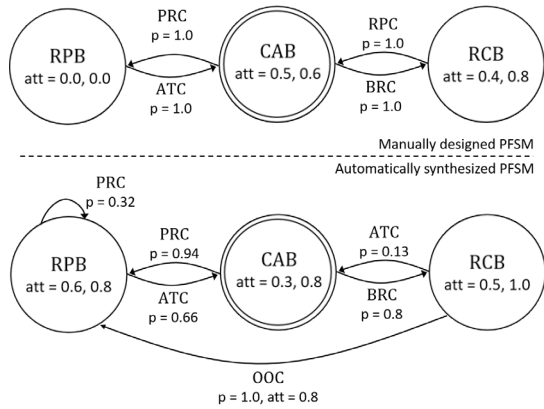 PRC
p = 1.0
RPB
att = 0.0, 0.0
ATC
p = 1.0
CAB
att = 0.5, 0.6
RPC
p = 1.0
BRC
p = 1.0
RCB
att = 0.4, 0.8
Manually designed PFSM
Automatically synthesized PFSM
PRC
p = 0.32
RPB
att = 0.6, 0.8
PRC
p = 0.94
ATC
p = 0.66
CAB
att = 0.3, 0.8
ATC
p = 0.13
BRC
p = 0.8
RCB
att = 0.5, 1.0
OOC
p = 1.0, att = 0.8